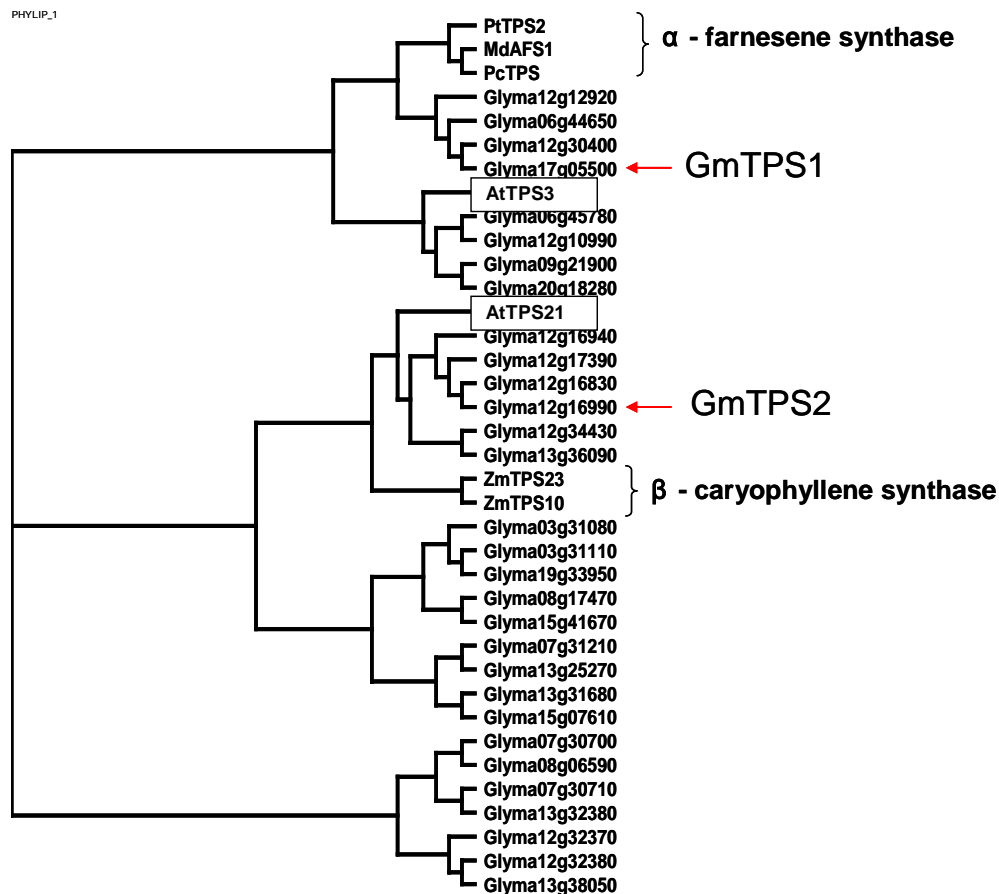 PHYLIP_1
PtTPS2
MdAFS1
PcTPS
α - farnesene synthase
Glyma12g12920
Glyma06g44650
Glyma12g30400
Glyma17g05500
GmTPS1
AtTPS3
Glyma06g45780
Glyma12g10990
Glyma09g21900
Glyma20g18280
AtTPS21
Glyma12g16940
Glyma12g17390
Glyma12g16830
Glyma12g16990
GmTPS2
Glyma12g34430
Glyma13g36090
ZmTPS23
ZmTPS10
β - caryophyllene synthase
Glyma03g31080
Glyma03g31110
Glyma19g33950
Glyma08g17470
Glyma15g41670
Glyma07g31210
Glyma13g25270
Glyma13g31680
Glyma15g07610
Glyma07g30700
Glyma08g06590
Glyma07g30710
Glyma13g32380
Glyma12g32370
Glyma12g32380
Glyma13g38050